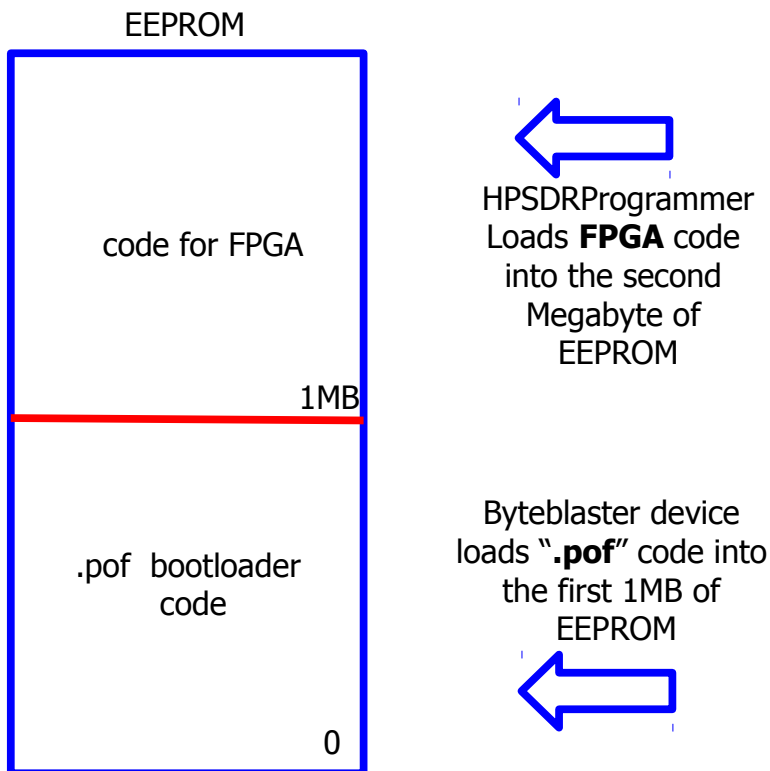 EEPROM
code for FPGA
1MB
.pof bootloader
code
0
HPSDRProgrammer
Loads FPGA code
into the second
Megabyte of
EEPROM
Byteblaster device
loads “.pof” code into
the first 1MB of
EEPROM